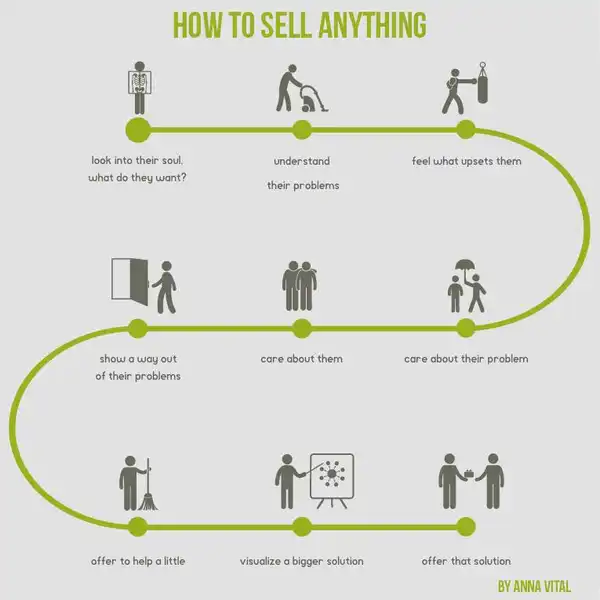 HOW TO SELL ANYTHING
look into their soul.
what do they want?
understand
their problems
feel what upsets them
care about their problem
care about them
show a way out
of their problems
offer to help a little
visualize a bigger solution
offer that solution
BY ANNA VITAL